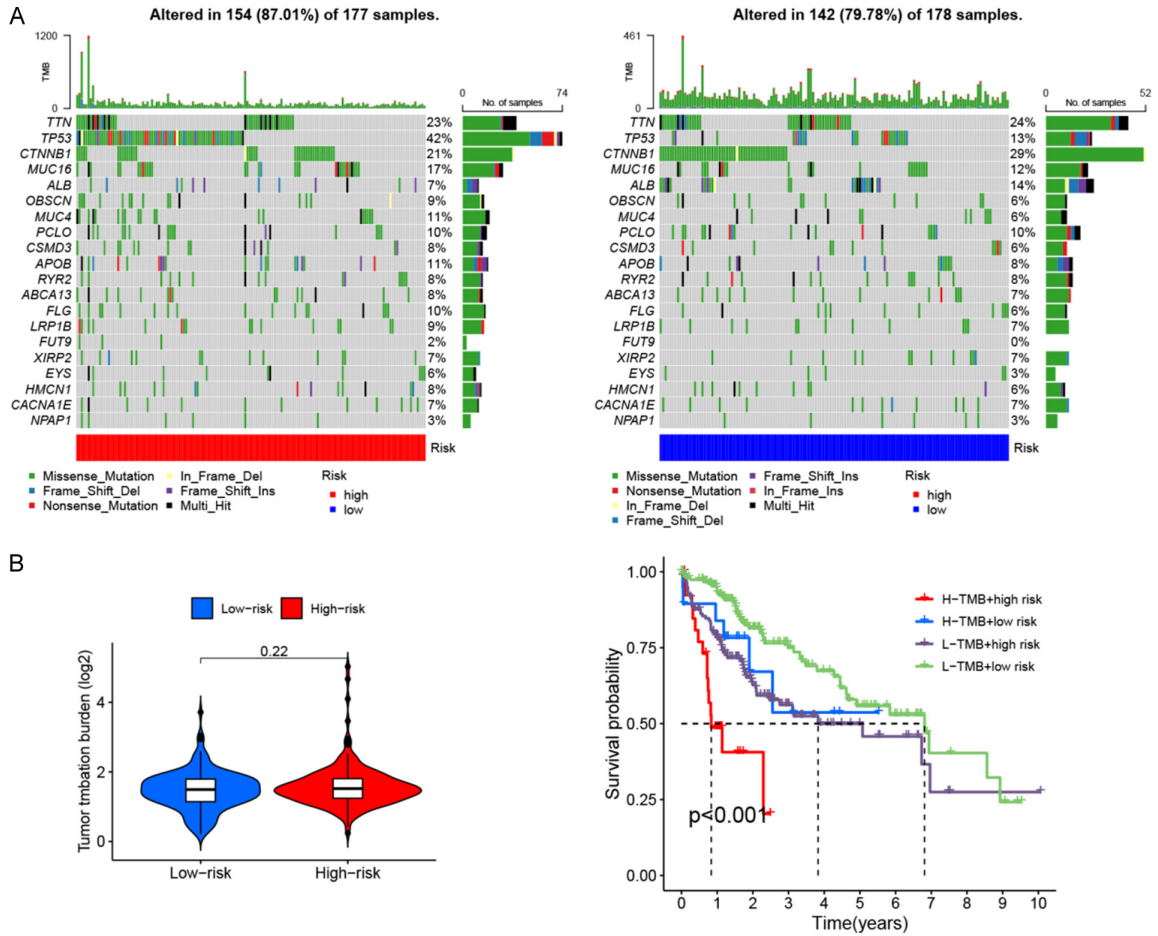 A
Altered in 154 (87.01%) of 177 samples.
1200
TMB
0
0 No. of samples 74
TTN 23%
TP53 42%
CTNNB1 21%
MUC16 17%
ALB 7%
OBSCN 9%
MUC4 11%
PCLO 10%
CSMD3 8%
APOB 11%
RYR2 8%
ABCA13 8%
FLG 10%
LRP1B 9%
FUT9 2%
XIRP2 7%
EYS 6%
HMCN1 8%
CACNA1E 7%
NPAP1 3%
Risk
Missense_Mutation In_Frame_Del Risk
Frame_Shift_Del Frame_Shift_Ins high
Nonsense_Mutation Multi_Hit low
Altered in 142 (79.78%) of 178 samples.
461
TMB
0
0 No. of samples 52
TTN 24%
TP53 13%
CTNNB1 29%
MUC16 12%
ALB 14%
OBSCN 6%
MUC4 6%
PCLO 10%
CSMD3 6%
APOB 8%
RYR2 8%
ABCA13 7%
FLG 6%
LRP1B 7%
FUT9 0%
XIRP2 7%
EYS 3%
HMCN1 6%
CACNA1E 7%
NPAP1 3%
Risk
Missense_Mutation Frame_Shift_Ins Risk
Nonsense_Mutation In_Frame_Ins high
In_Frame_Del Multi_Hit low
Frame_Shift_Del
B
Low-risk High-risk
Tumor tmbation burden (log2)
0.22
4
2
0
Low-risk High-risk
Survival probability
1.00
0.75
0.50
0.25
0.00
H-TMB+high risk
H-TMB+low risk
L-TMB+high risk
L-TMB+low risk
p<0.001
0 1 2 3 4 5 6 7 8 9 10
Time(years)